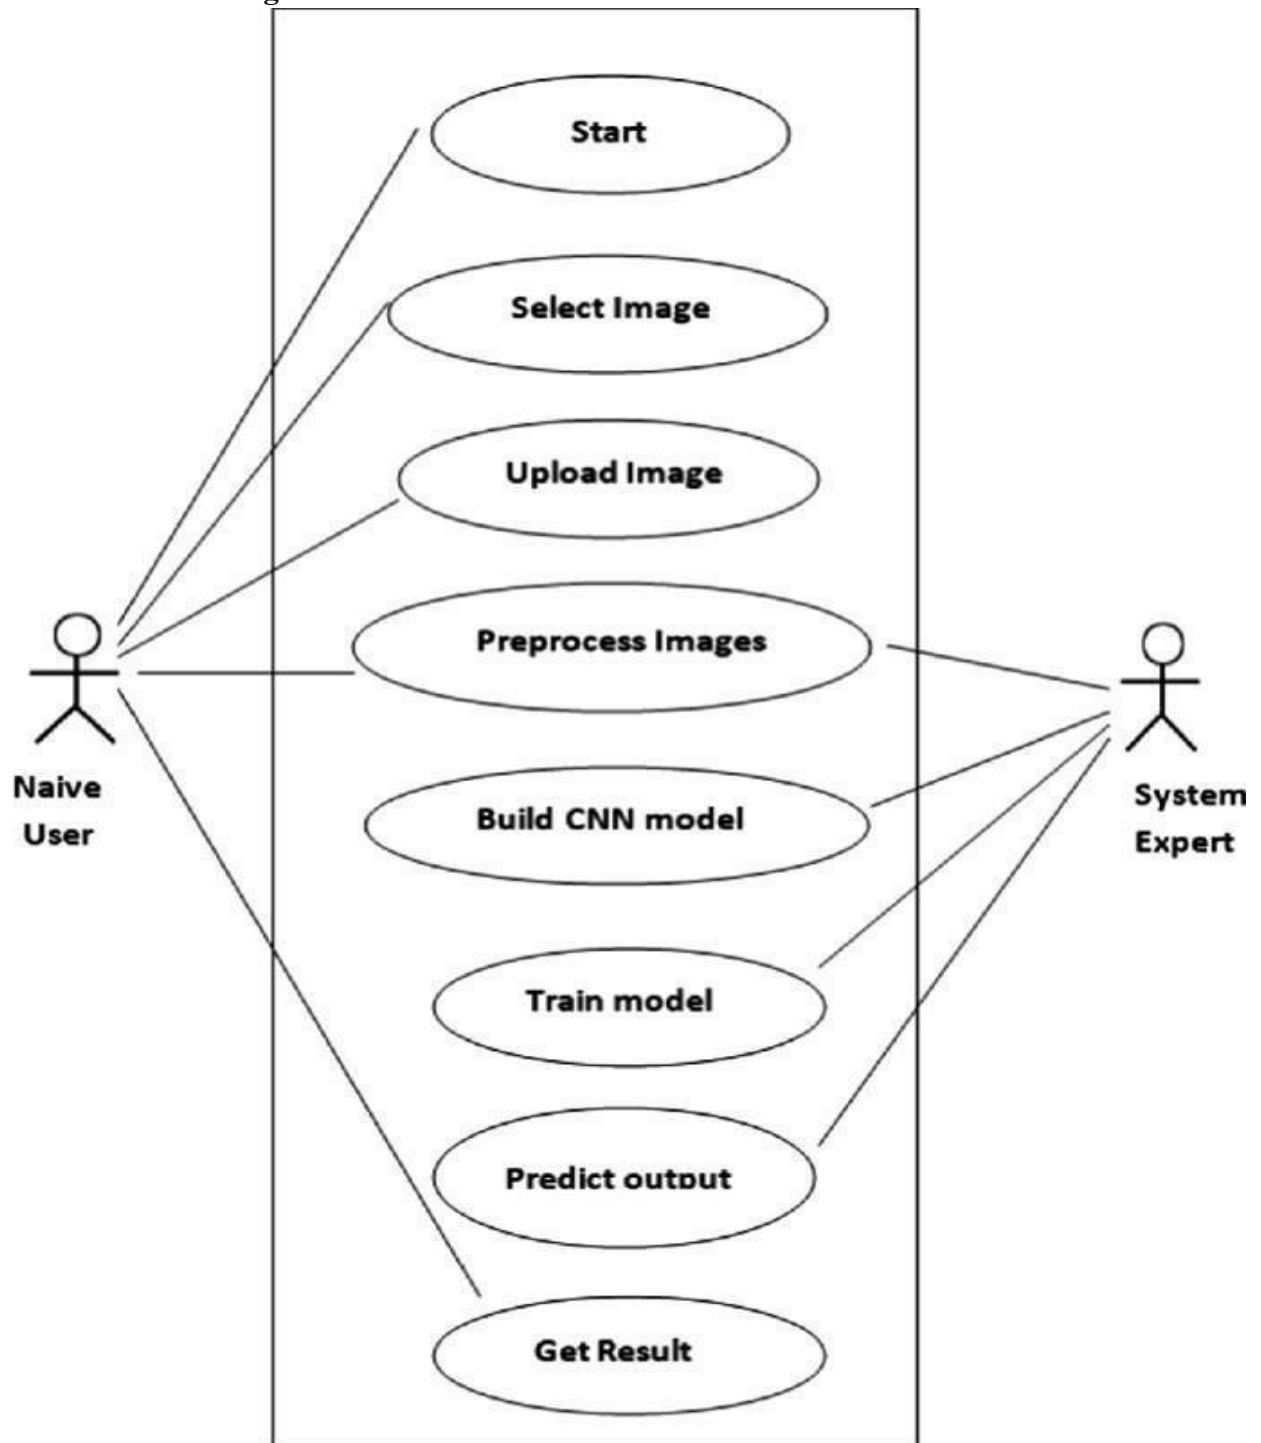 Start
Select Image
Upload Image
Preprocess Images
Build CNN model
Train model
Predict output
Get Result
Naive
User
System
Expert